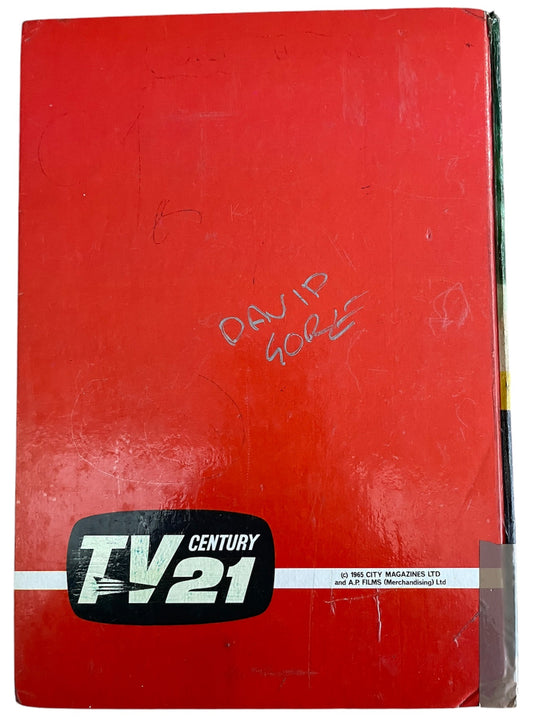 DAVID
GORE
TV CENTURY 21
(c) 1965 CITY MAGAZINES LTD
and A.P. FILMS (Merchandising) Ltd